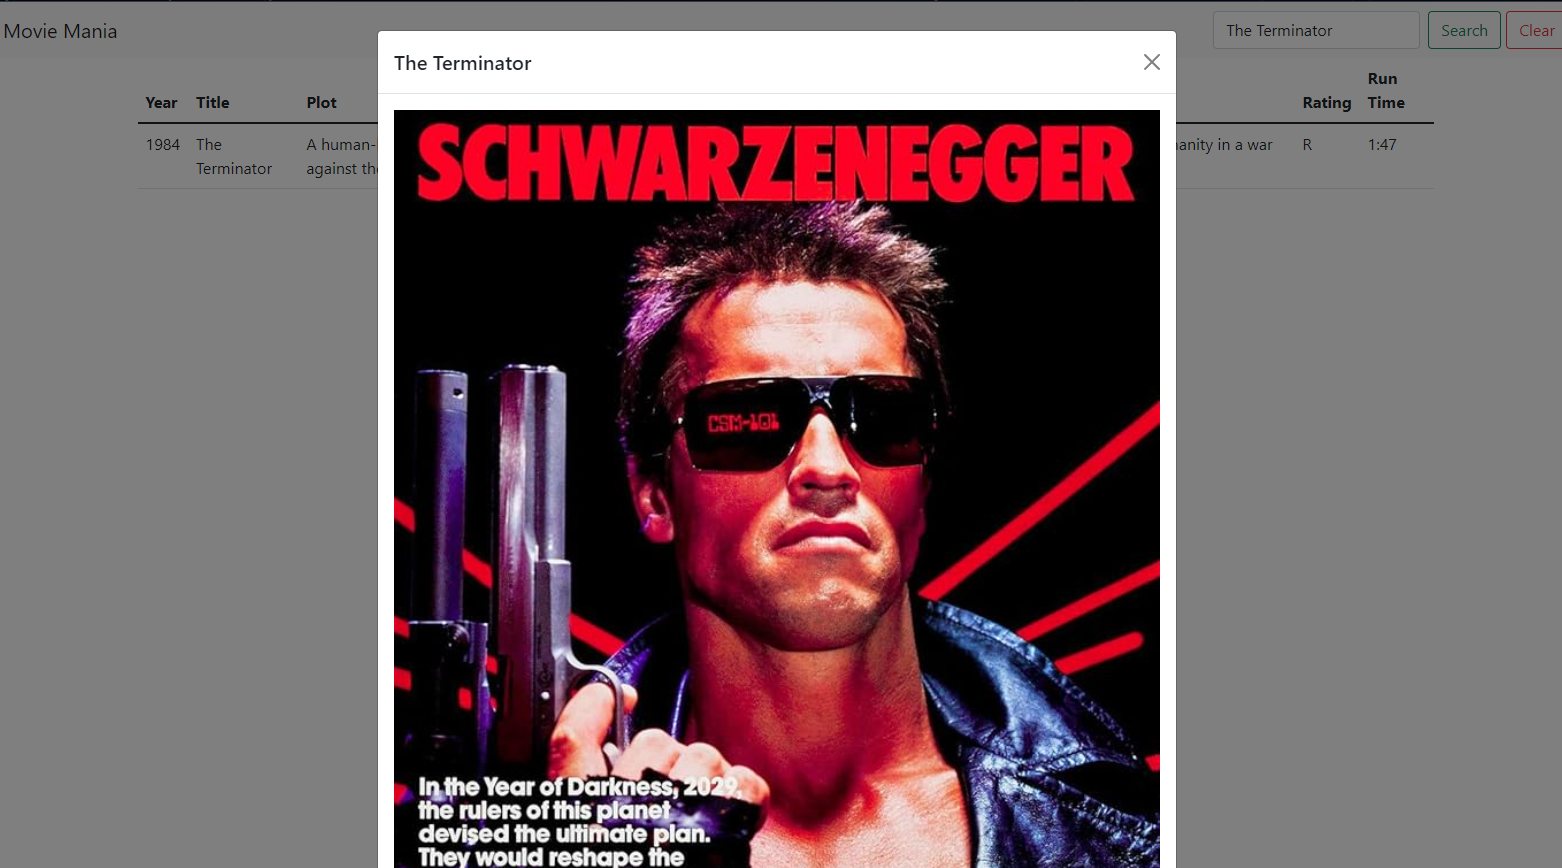 Movie Mania
The Terminator
Search
Clear
The Terminator
Year
Title
Plot
Rating
Run
Time
1984
The
Terminator
A human-
against the
anity in a war
R
1:47
SCHWARZENEGGER
CSM-101
In the Year of Darkness, 2029,
the rulers of this planet
devised the ultimate plan.
They would reshape the